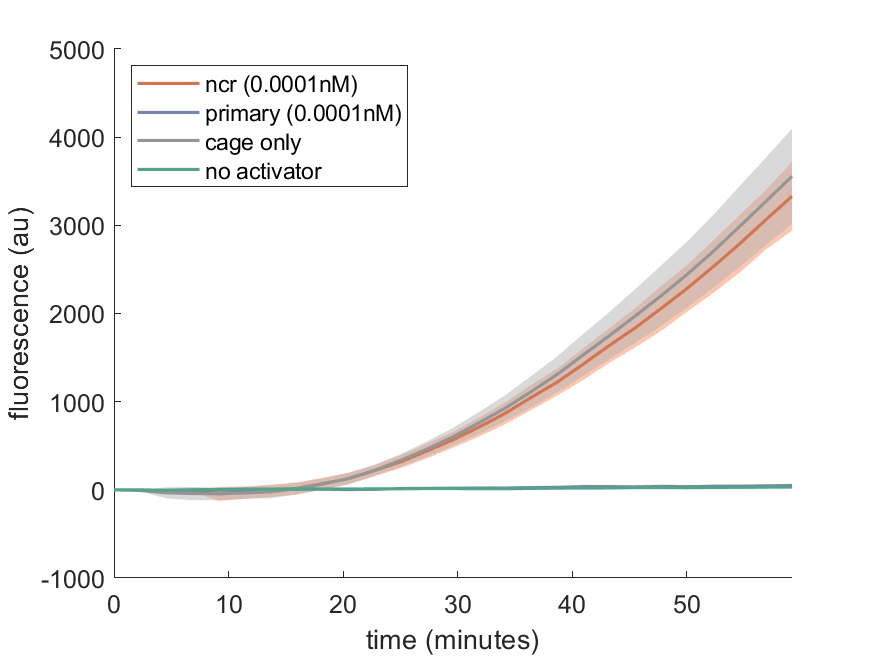 5000
4000
3000
2000
1000
0
-1000
fluorescence (au)
ncr (0.0001nM)
primary (0.0001nM)
cage only
no activator
0 10 20 30 40 50
time (minutes)